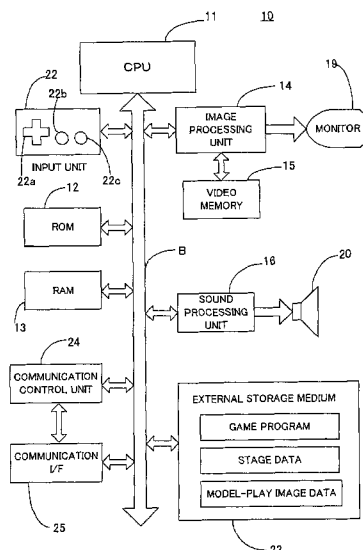 11
10
CPU
22
22b
14
19
IMAGE
PROCESSING
UNIT
MONITOR
INPUT UNIT
22a
22c
15
VIDEO
MEMORY
12
ROM
B
16
20
RAM
SOUND
PROCESSING
UNIT
13
24
COMMUNICATION
CONTROL UNIT
EXTERNAL STORAGE MEDIUM
GAME PROGRAM
STAGE DATA
MODEL-PLAY IMAGE DATA
COMMUNICATION
I/F
25
23